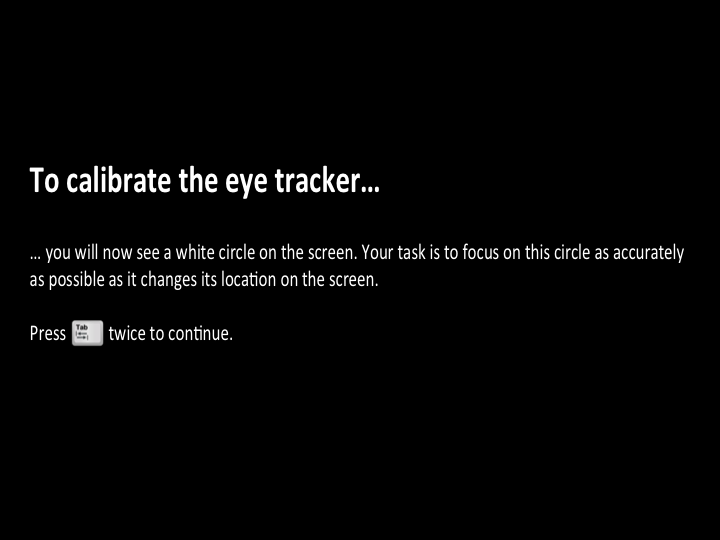 To calibrate the eye tracker...
... you will now see a white circle on the screen. Your task is to focus on this circle as accurately
as possible as it changes its location on the screen.
Press Tab twice to continue.